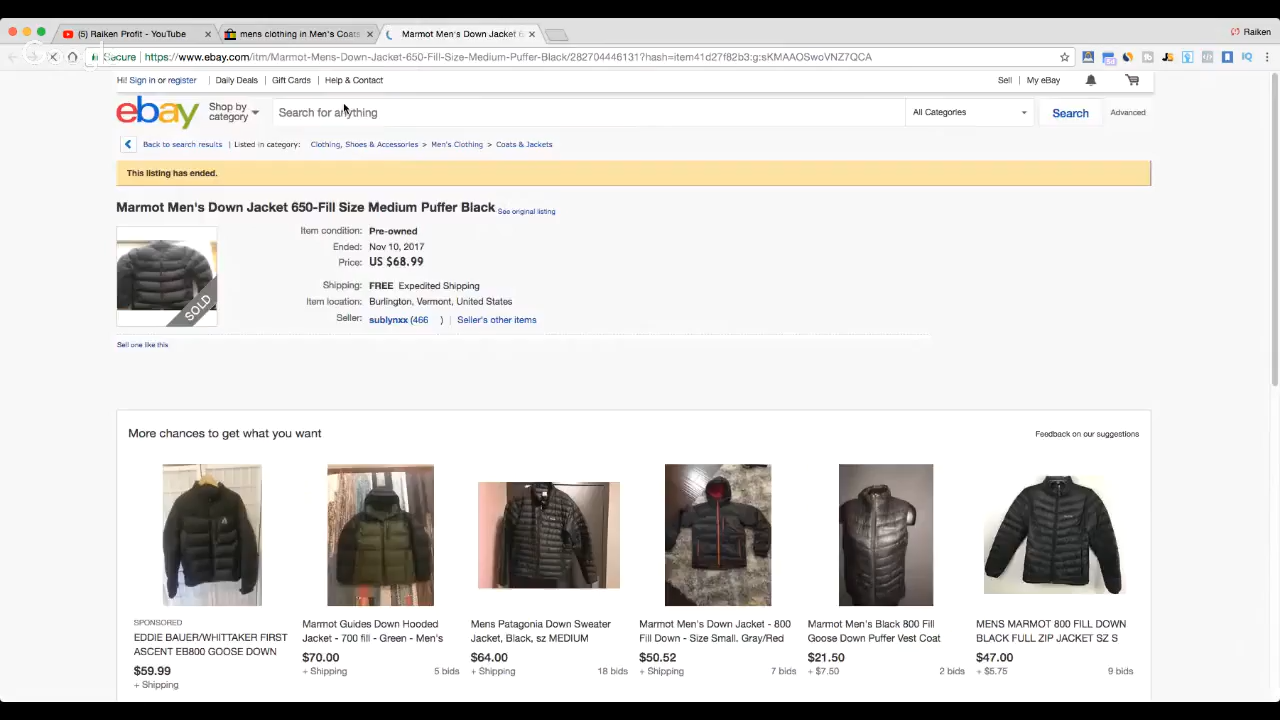 (5) Raiken Profit - YouTube × mens clothing in Men's Coats × Marmot Men's Down Jacket 6 × Raiken
Secure https://www.ebay.com/itm/Marmot-Mens-Down-Jacket-650-Fill-Size-Medium-Puffer-Black/282704461317?hash=item41d27f82b3:g:sKMAAOSwoVNZ7QCA
Hi! Sign in or register Daily Deals Gift Cards Help & Contact Sell My eBay
ebay Shop by category Search for anything All Categories Search Advanced
Back to search results | Listed in category: Clothing, Shoes & Accessories > Men's Clothing > Coats & Jackets
This listing has ended.
Marmot Men's Down Jacket 650-Fill Size Medium Puffer Black See original listing
SOLD
Item condition: Pre-owned
Ended: Nov 10, 2017
Price: US $68.99
Shipping: FREE Expedited Shipping
Item location: Burlington, Vermont, United States
Seller: sublynxx (466 ) | Seller's other items
Sell one like this
More chances to get what you want Feedback on our suggestions
SPONSORED
EDDIE BAUER/WHITTAKER FIRST
ASCENT EB800 GOOSE DOWN
$59.99
+ Shipping
Marmot Guides Down Hooded
Jacket - 700 fill - Green - Men's
$70.00
+ Shipping 5 bids
Mens Patagonia Down Sweater
Jacket, Black, sz MEDIUM
$64.00
+ Shipping 18 bids
Marmot Men's Down Jacket - 800
Fill Down - Size Small. Gray/Red
$50.52
+ Shipping 7 bids
Marmot Men's Black 800 Fill
Goose Down Puffer Vest Coat
$21.50
+ $7.50 2 bids
MENS MARMOT 800 FILL DOWN
BLACK FULL ZIP JACKET SZ S
$47.00
+ $5.75 9 bids